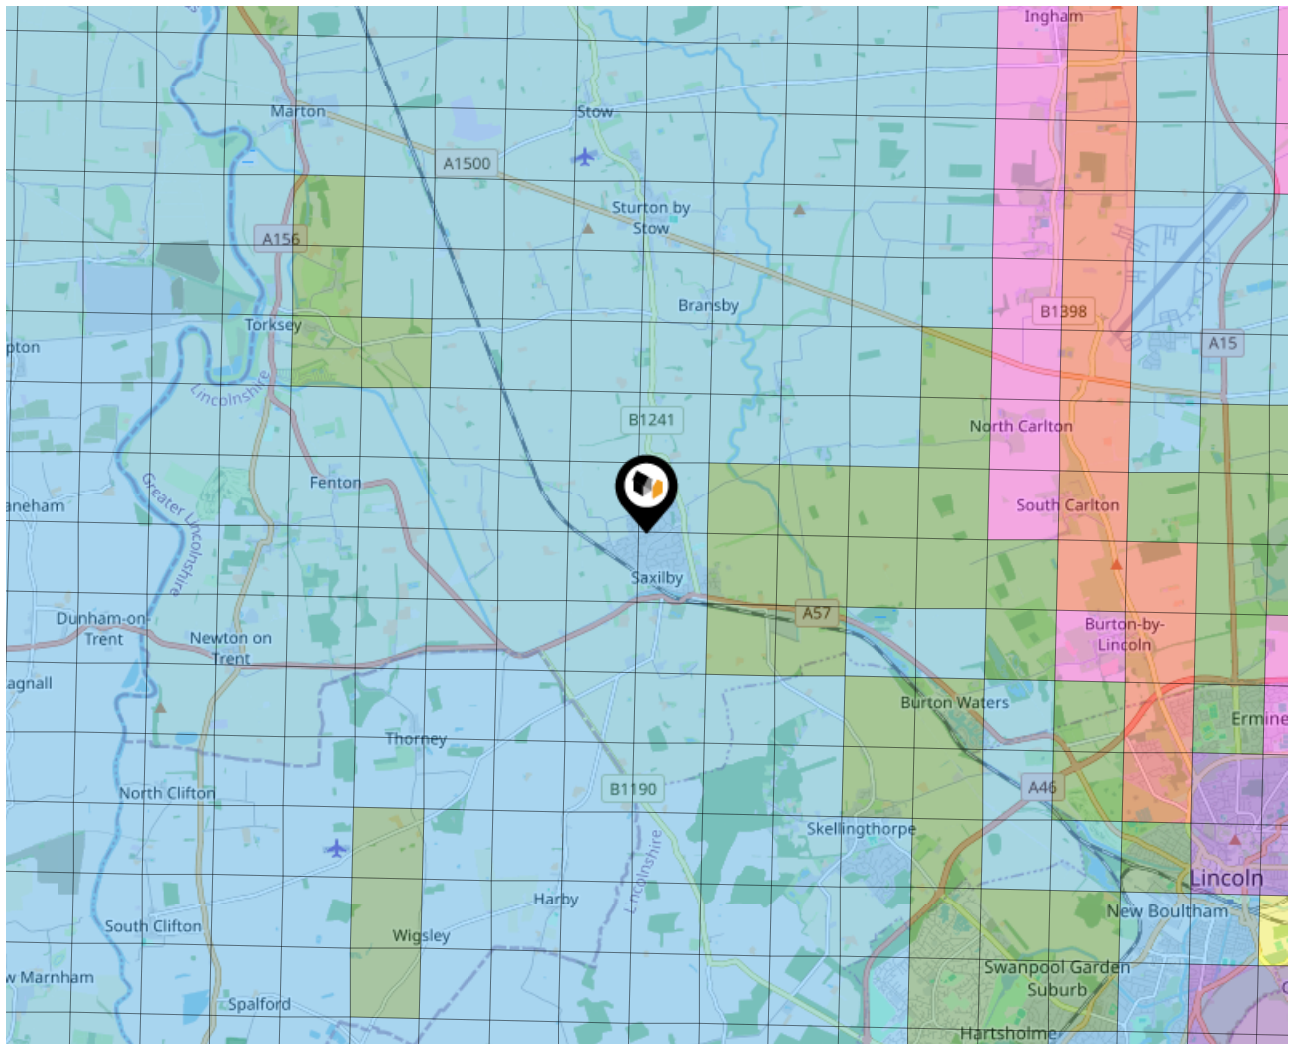 Ingham
Marton
Stow
A1500
Sturton by
Stow
A156
Bransby
B1398
Torksey
A15
pton
Lincolnshire
B1241
North Carlton
Fenton
Greater Lincolnshire
aneham
South Carlton
Saxilby
A57
Dunham-on-
Trent
Newton on
Trent
Burton-by-
Lincoln
agnall
Burton Waters
Ermine
Thorney
North Clifton
B1190
A46
Skellingthorpe
Lincolnshire
Lincoln
Harby
New Boultham
South Clifton
Wigsley
w Marnham
Swanpool Garden
Suburb
Spalford
Hartsholme